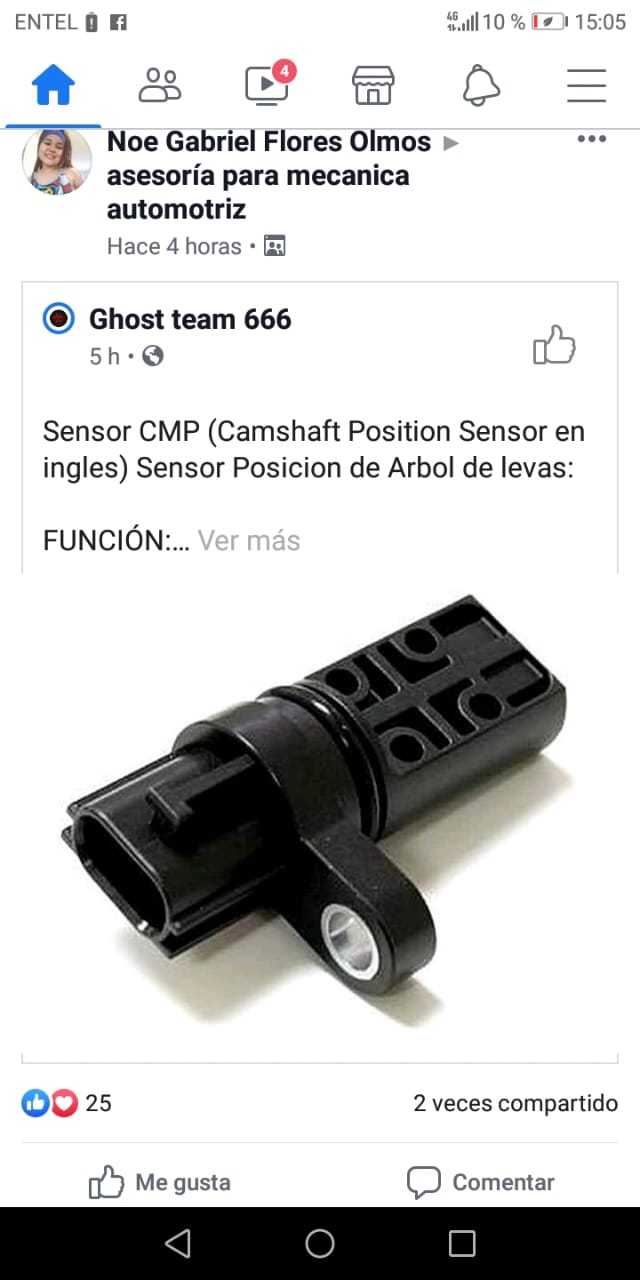 ENTEL 4G 10 % 15:05
4
Noe Gabriel Flores Olmos
asesoría para mecanica
automotriz
Hace 4 horas •
Ghost team 666
5 h •
Sensor CMP (Camshaft Position Sensor en
ingles) Sensor Posicion de Arbol de levas:
FUNCIÓN:... Ver más
25 2 veces compartido
Me gusta Comentar